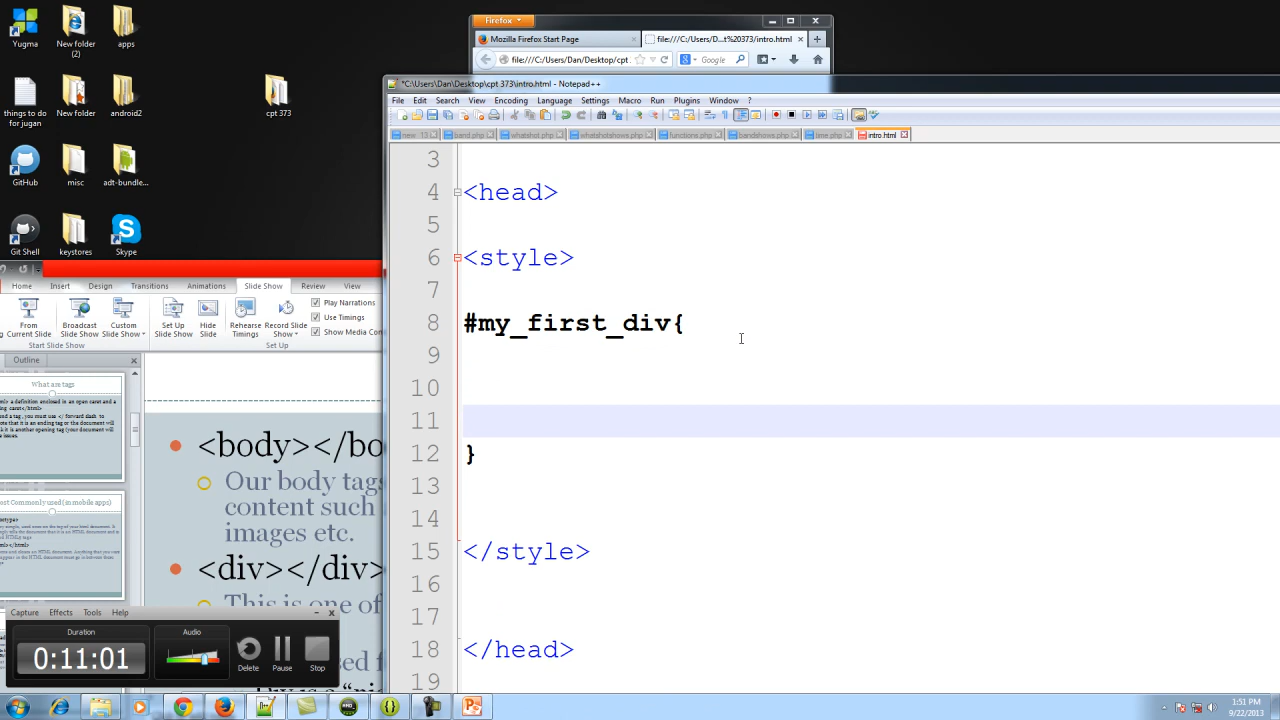 Yugma
New folder
(2)
apps
things to do
for jugan
New folder
android2
cpt 373
GitHub
misc
adt-bundle...
Git Shell
keystores
Skype
Firefox
Mozilla Firefox Start Page
file:///C:/Users/D...t%20373/intro.html
file:///C:/Users/Dan/Desktop/cpt
Google
*C:\Users\Dan\Desktop\cpt 373\intro.html - Notepad++
File Edit Search View Encoding Language Settings Macro Run Plugins Window ?
new 13
band.php
whatshot.php
whatshotshows.php
functions.php
bandshows.php
time.php
intro.html
3
4 <head>
5
6 <style>
7
8 #my_first_div{
9
10
11
12 }
13
14
15 </style>
16
17
18 </head>
19
Home Insert Design Transitions Animations Slide Show Review View
From
Current Slide
Broadcast
Slide Show
Custom
Slide Show
Set Up
Slide Show
Hide
Slide
Rehearse
Timings
Record Slide
Show
Play Narrations
Use Timings
Show Media Co
Start Slide Show
Set Up
Outline
What are tags
ost Commonly used (in mobile apps)
<body></bo
Our body tags
content such
images etc.
<div></div>
This is one of
Capture Effects Tools Help
Duration
0:11:01
Audio
Delete
Pause
Stop
1:51 PM
9/22/2013